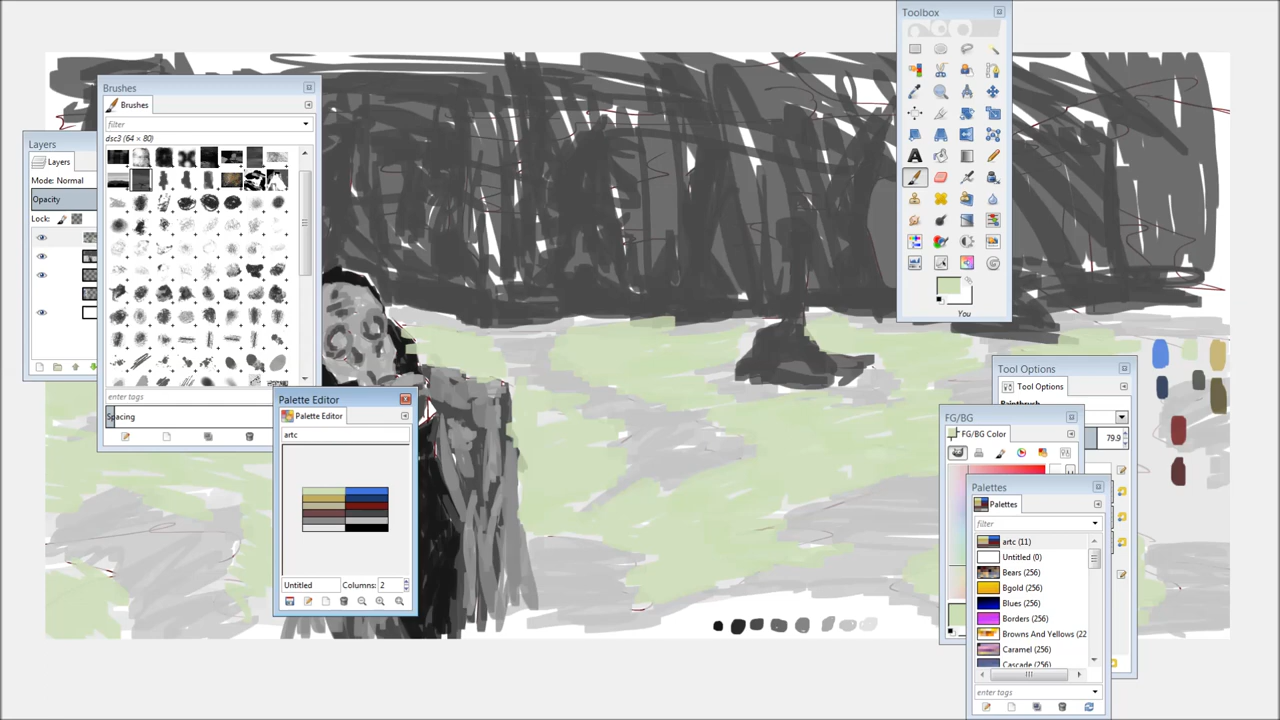 Toolbox
You
Brushes
Brushes
filter
dsc3 (64 × 80)
enter tags
Spacing
Layers
Layers
Mode: Normal
Opacity
Lock:
Palette Editor
Palette Editor
artc
Untitled
Columns: 2
Tool Options
Tool Options
Paintbrush
79.9
FG/BG
FG/BG Color
Palettes
Palettes
filter
artc (11)
Untitled (0)
Bears (256)
Bgold (256)
Blues (256)
Borders (256)
Browns And Yellows (22
Caramel (256)
Cascade (256)
enter tags